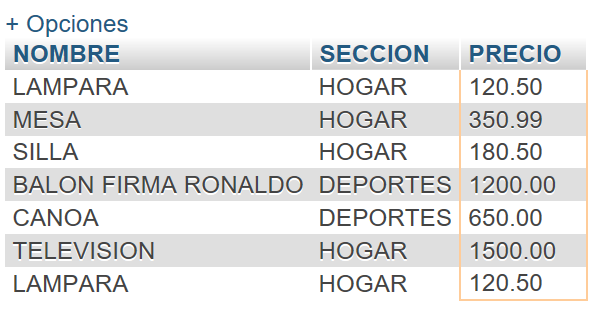 + Opciones
NOMBRE SECCION PRECIO
LAMPARA HOGAR 120.50
MESA HOGAR 350.99
SILLA HOGAR 180.50
BALON FIRMA RONALDO DEPORTES 1200.00
CANOA DEPORTES 650.00
TELEVISION HOGAR 1500.00
LAMPARA HOGAR 120.50